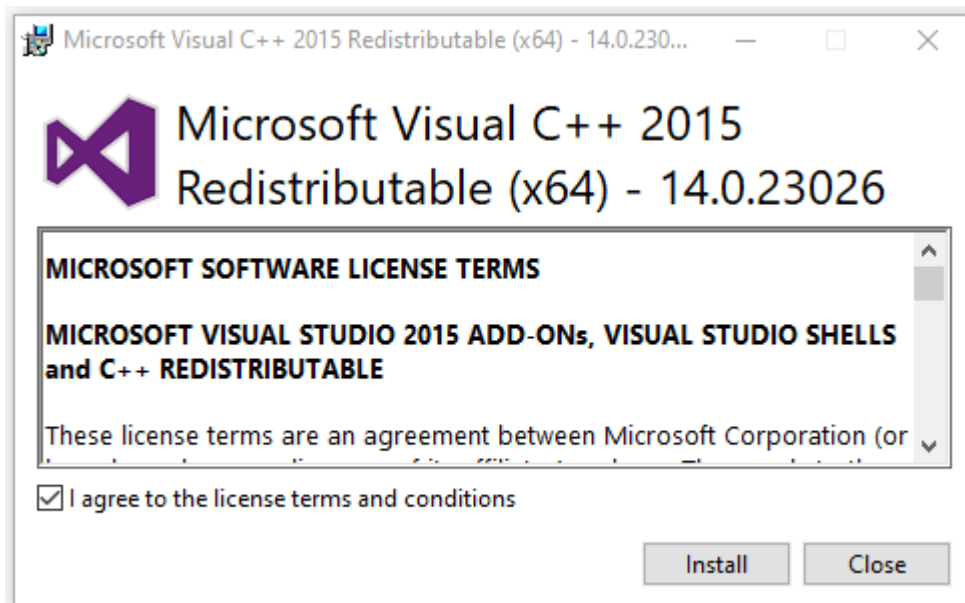 Microsoft Visual C++ 2015 Redistributable (x64) - 14.0.230...
Microsoft Visual C++ 2015
Redistributable (x64) - 14.0.23026
MICROSOFT SOFTWARE LICENSE TERMS
MICROSOFT VISUAL STUDIO 2015 ADD-ONs, VISUAL STUDIO SHELLS
and C++ REDISTRIBUTABLE
These license terms are an agreement between Microsoft Corporation (or
I agree to the license terms and conditions
Install Close